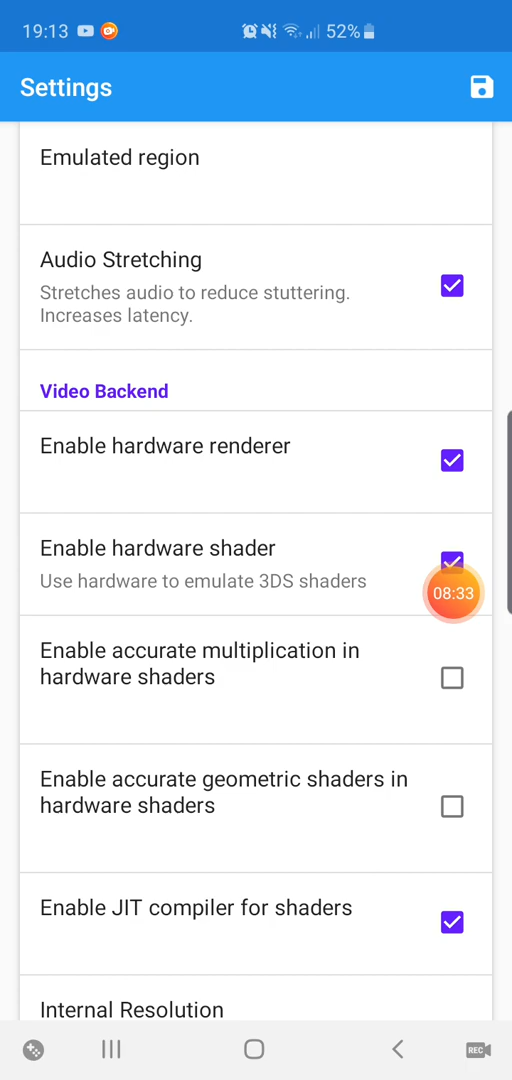 19:13 52%
Settings
Emulated region
Audio Stretching
Stretches audio to reduce stuttering.
Increases latency.
Video Backend
Enable hardware renderer
Enable hardware shader
Use hardware to emulate 3DS shaders
08:33
Enable accurate multiplication in
hardware shaders
Enable accurate geometric shaders in
hardware shaders
Enable JIT compiler for shaders
Internal Resolution
REC